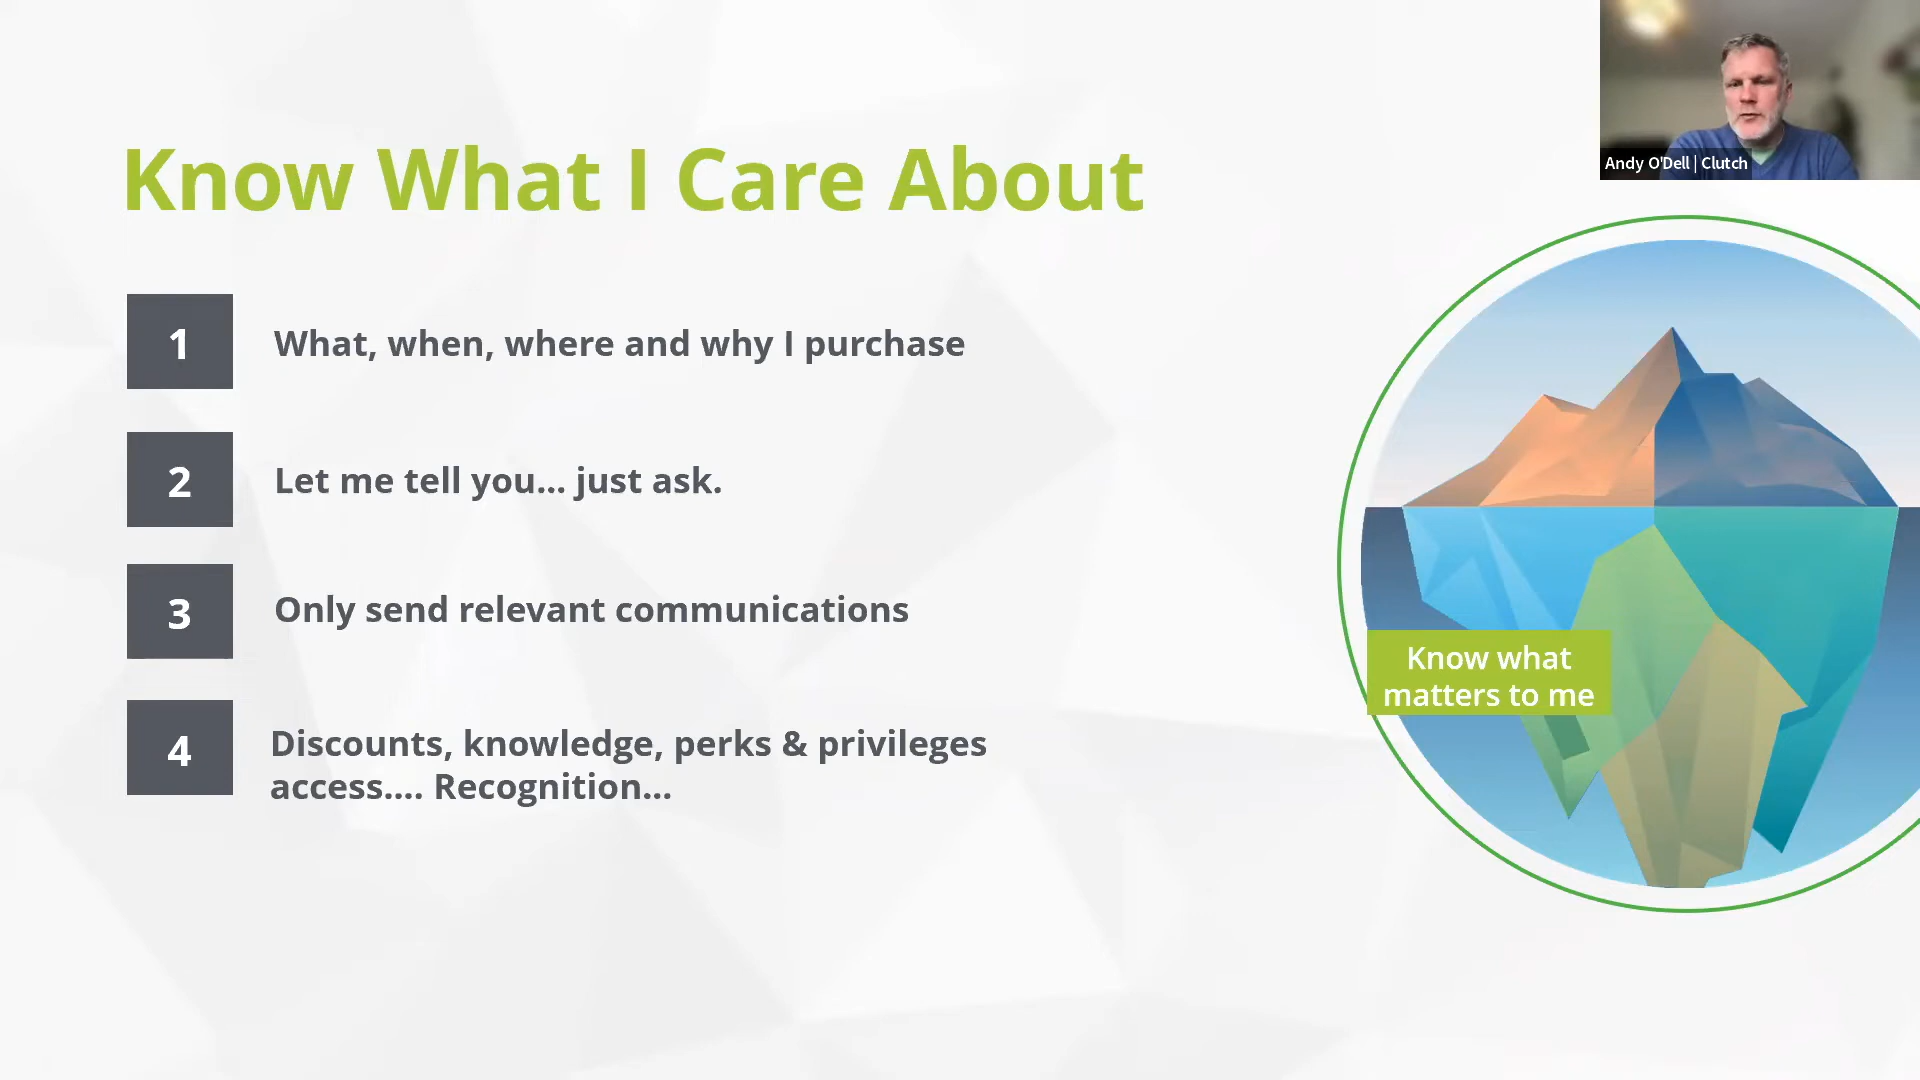 Know What I Care About
1
What, when, where and why I purchase
2
Let me tell you... just ask.
3
Only send relevant communications
4
Discounts, knowledge, perks & privileges
access.... Recognition...
Know what
matters to me
Andy O'Dell | Clutch